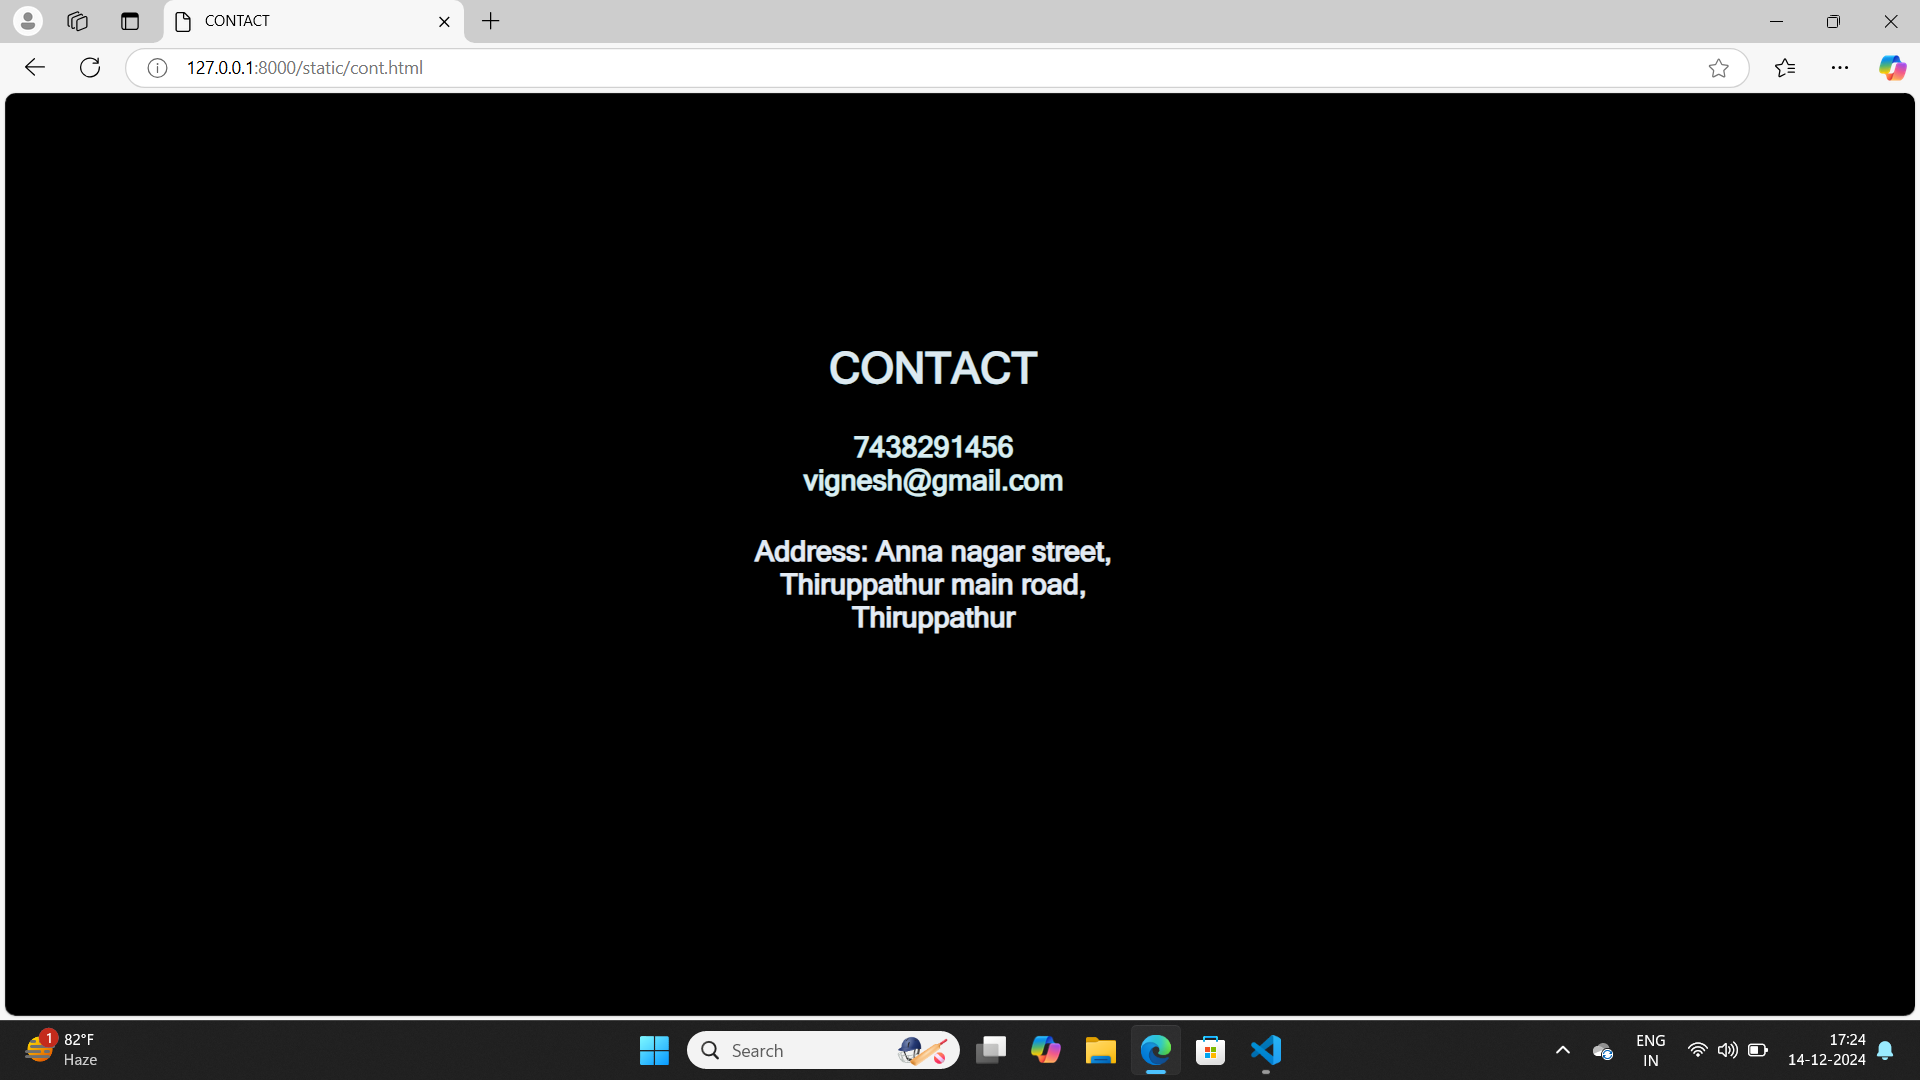 CONTACT
127.0.0.1:8000/static/cont.html
CONTACT
7438291456
vignesh@gmail.com
Address: Anna nagar street,
Thiruppathur main road,
Thiruppathur
1
82°F
Haze
Search
ENG
IN
17:24
14-12-2024